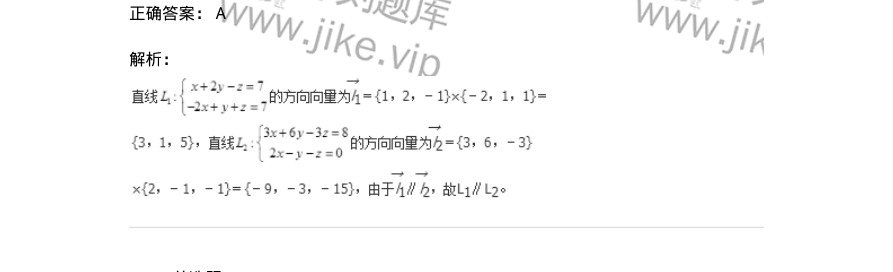 正确答案： A
www.jike.vip
www.jik
题库
解析：
直线L₁:{x+2y-z=7 -2x+y+z=7的方向向量为l₁={1，2，-1}×{-2，1，1}=
{3，1，5}，直线L₂:{3x+6y-3z=8 2x-y-z=0的方向向量为l₂={3，6，-3}
×{2，-1，-1}={-9，-3，-15}，由于l₁∥l₂，故L₁∥L₂。